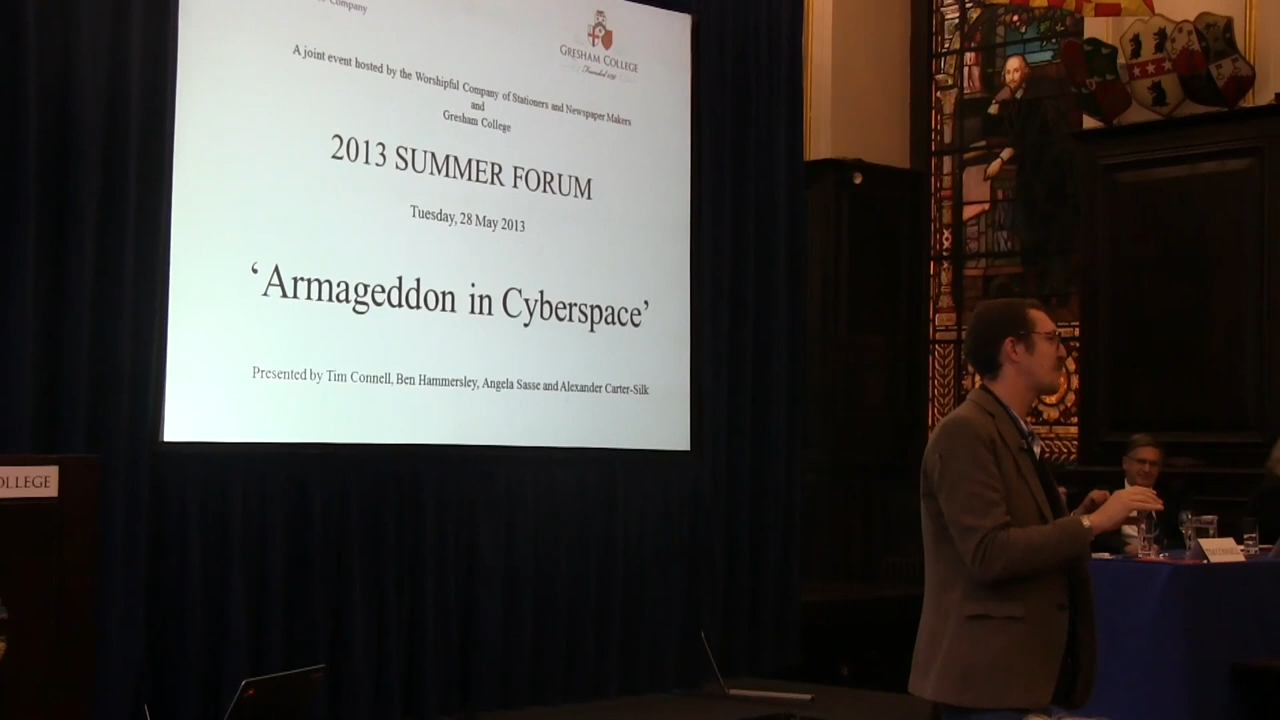 Company
GRESHAM COLLEGE
A joint event hosted by the Worshipful Company of Stationers and Newspaper Makers
and
Gresham College
2013 SUMMER FORUM
Tuesday, 28 May 2013
‘Armageddon in Cyberspace’
Presented by Tim Connell, Ben Hammersley, Angela Sasse and Alexander Carter-Silk
OLLEGE